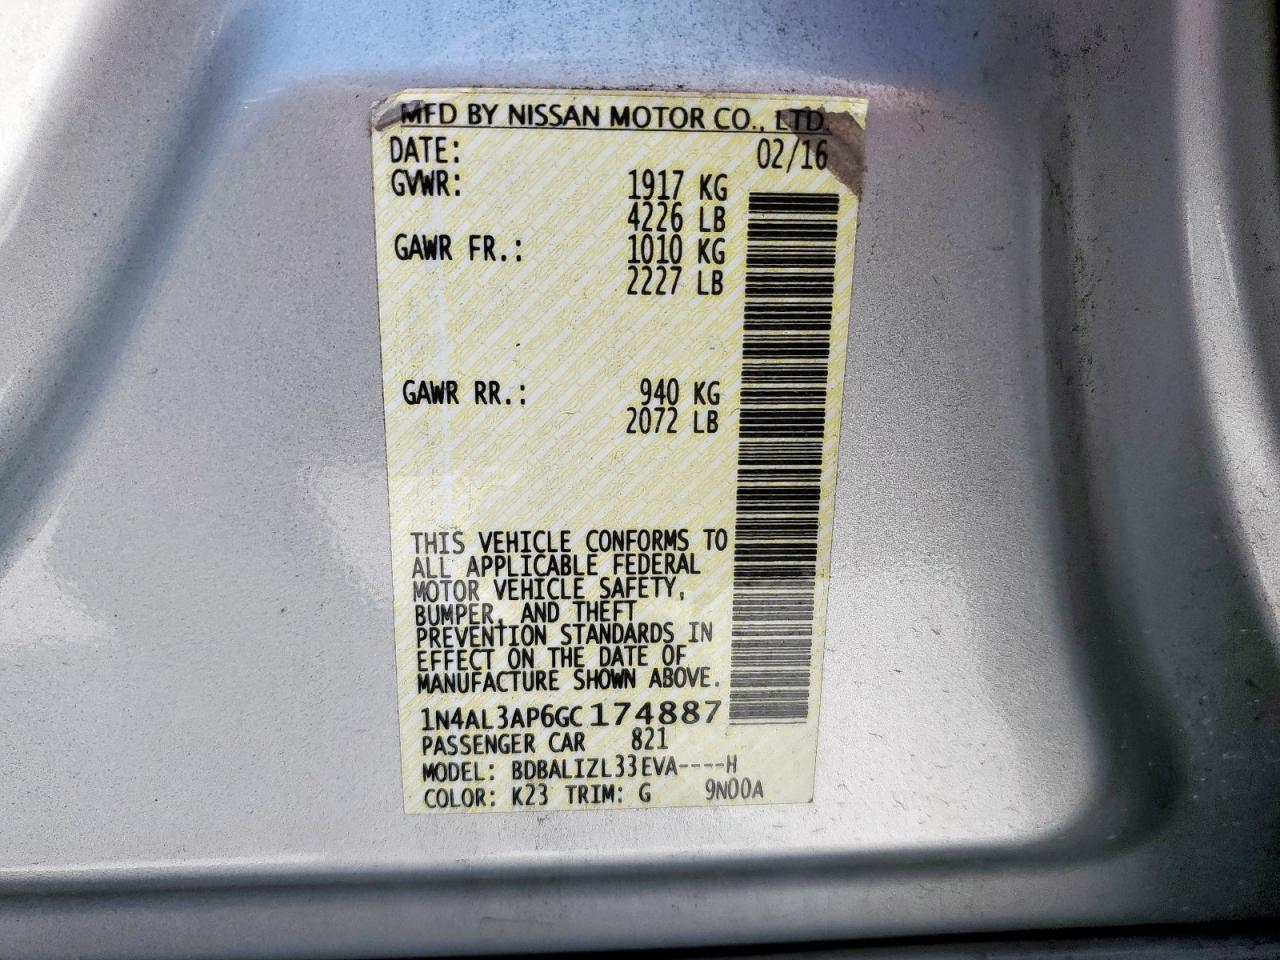 MFD BY NISSAN MOTOR CO., LTD.
DATE: 02/16
GVWR: 1917 KG
4226 LB
GAWR FR.: 1010 KG
2227 LB
GAWR RR.: 940 KG
2072 LB
THIS VEHICLE CONFORMS TO
ALL APPLICABLE FEDERAL
MOTOR VEHICLE SAFETY,
BUMPER, AND THEFT
PREVENTION STANDARDS IN
EFFECT ON THE DATE OF
MANUFACTURE SHOWN ABOVE.
1N4AL3AP6GC174887
PASSENGER CAR 821
MODEL: BDBALIZL33EVA----H
COLOR: K23 TRIM: G 9N00A